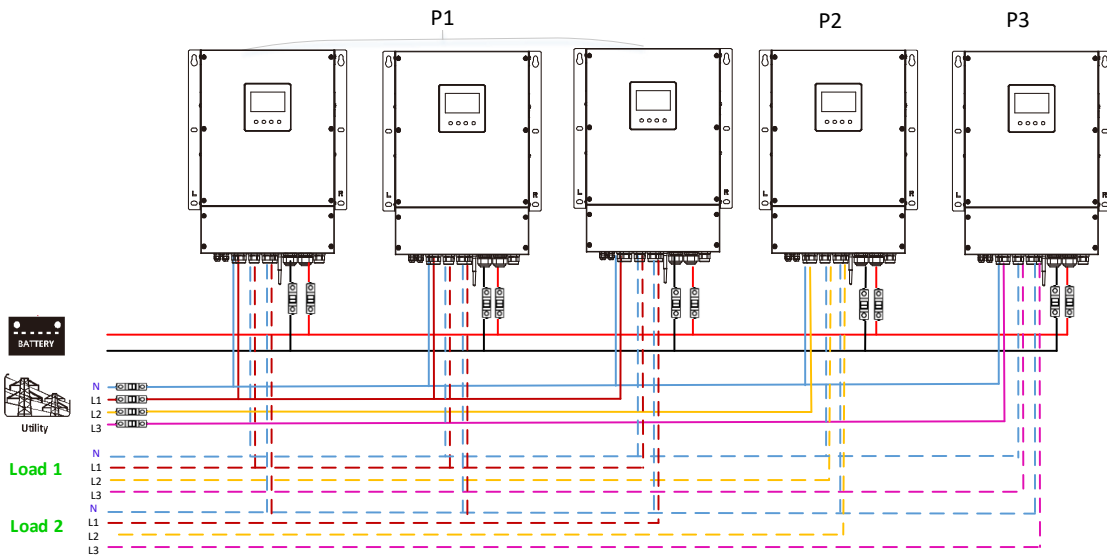 P1
P2
P3
L R
L R
L R
L R
L R
BATTERY
N
L1
L2
L3
Utility
Load 1
N
L1
L2
L3
Load 2
N
L1
L2
L3